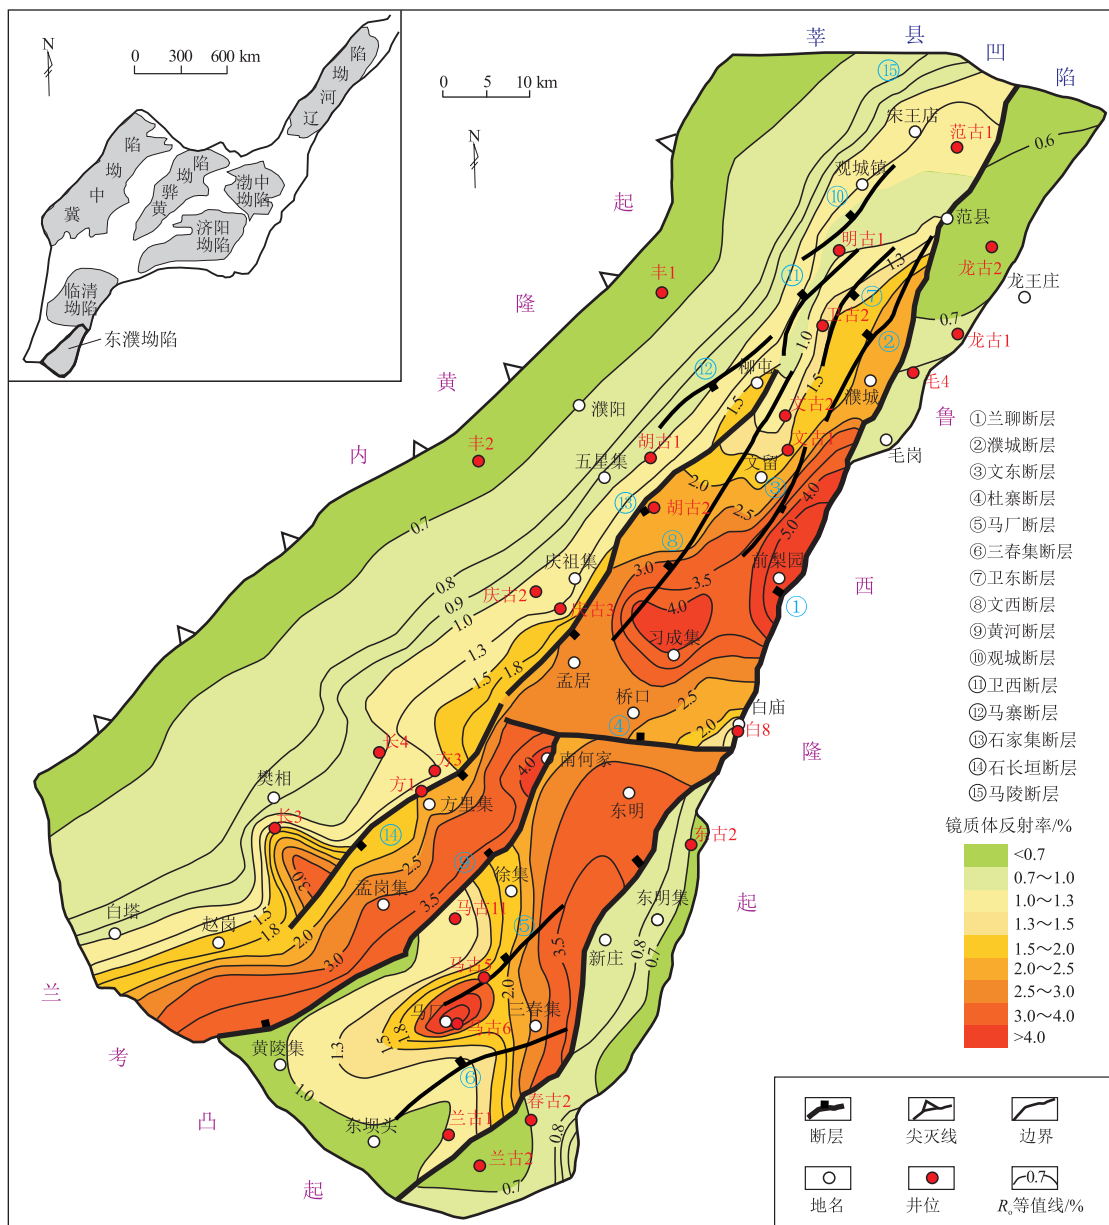 N
0 300 600 km
辽河坳陷
冀中坳陷
黄骅坳陷
渤中
坳陷
济阳
坳陷
临清
坳陷
东濮坳陷
0 5 10 km
N
莘县凹陷
内黄隆起
鲁西隆起
兰考凸起
⑮
宋王庄
范古1
0.6
观城镇
⑩
范县
明古1
1.3
龙古2
龙王庄
丰1
⑪
⑦
0.7
卫古2
②
龙古1
1.0
⑫
柳屯
1.5
毛4
濮城
濮阳
1.5
文古2
毛岗
丰2
胡古1
文古1
五星集
文留
2.0
③
4.0
⑬
胡古2
2.5
5.0
0.7
⑧
3.0
3.5
前梨园
①
0.8
庆祖集
0.9
庆古2
4.0
1.0
庆古3
习成集
1.3
1.8
1.5
孟居
2.5
桥口
白庙
④
2.0
白8
长4
方3
4.0
南何家
樊相
方1
方里集
东明
长3
⑭
东古2
2.5
⑨
3.0
孟岗集
徐集
3.5
1.5
马古11
⑤
东明集
白塔
赵岗
1.8
2.0
3.5
0.8
0.7
新庄
3.0
马古5
2.0
马厂
三春集
马古6
1.8
1.5
黄陵集
1.3
⑥
1.0
东坝头
兰古1
春古2
0.8
兰古2
0.7
①兰聊断层
②濮城断层
③文东断层
④杜寨断层
⑤马厂断层
⑥三春集断层
⑦卫东断层
⑧文西断层
⑨黄河断层
⑩观城断层
⑪卫西断层
⑫马寨断层
⑬石家集断层
⑭石长垣断层
⑮马陵断层
镜质体反射率/%
<0.7
0.7～1.0
1.0～1.3
1.3～1.5
1.5～2.0
2.0～2.5
2.5～3.0
3.0～4.0
>4.0
断层 尖灭线 边界
0.7
地名 井位 Ro等值线/%